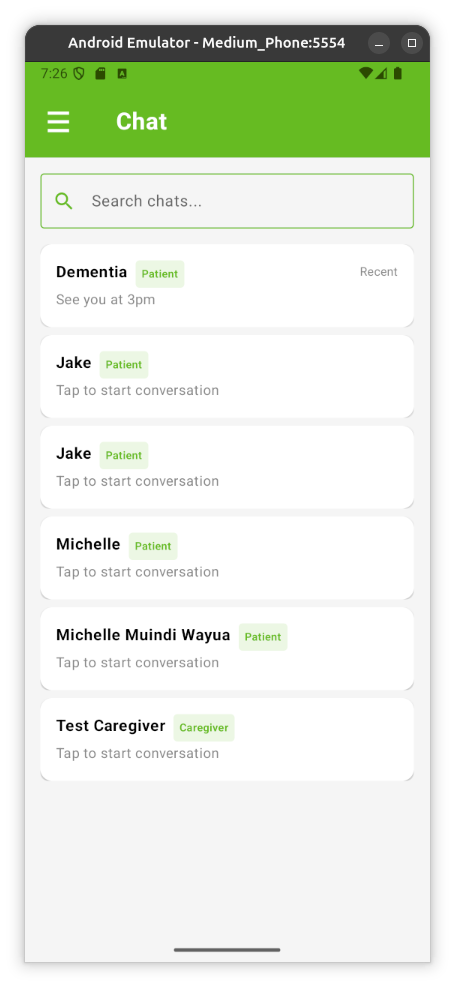 Android Emulator - Medium_Phone:5554
7:26
Chat
Search chats...
Dementia Patient Recent
See you at 3pm
Jake Patient
Tap to start conversation
Jake Patient
Tap to start conversation
Michelle Patient
Tap to start conversation
Michelle Muindi Wayua Patient
Tap to start conversation
Test Caregiver Caregiver
Tap to start conversation